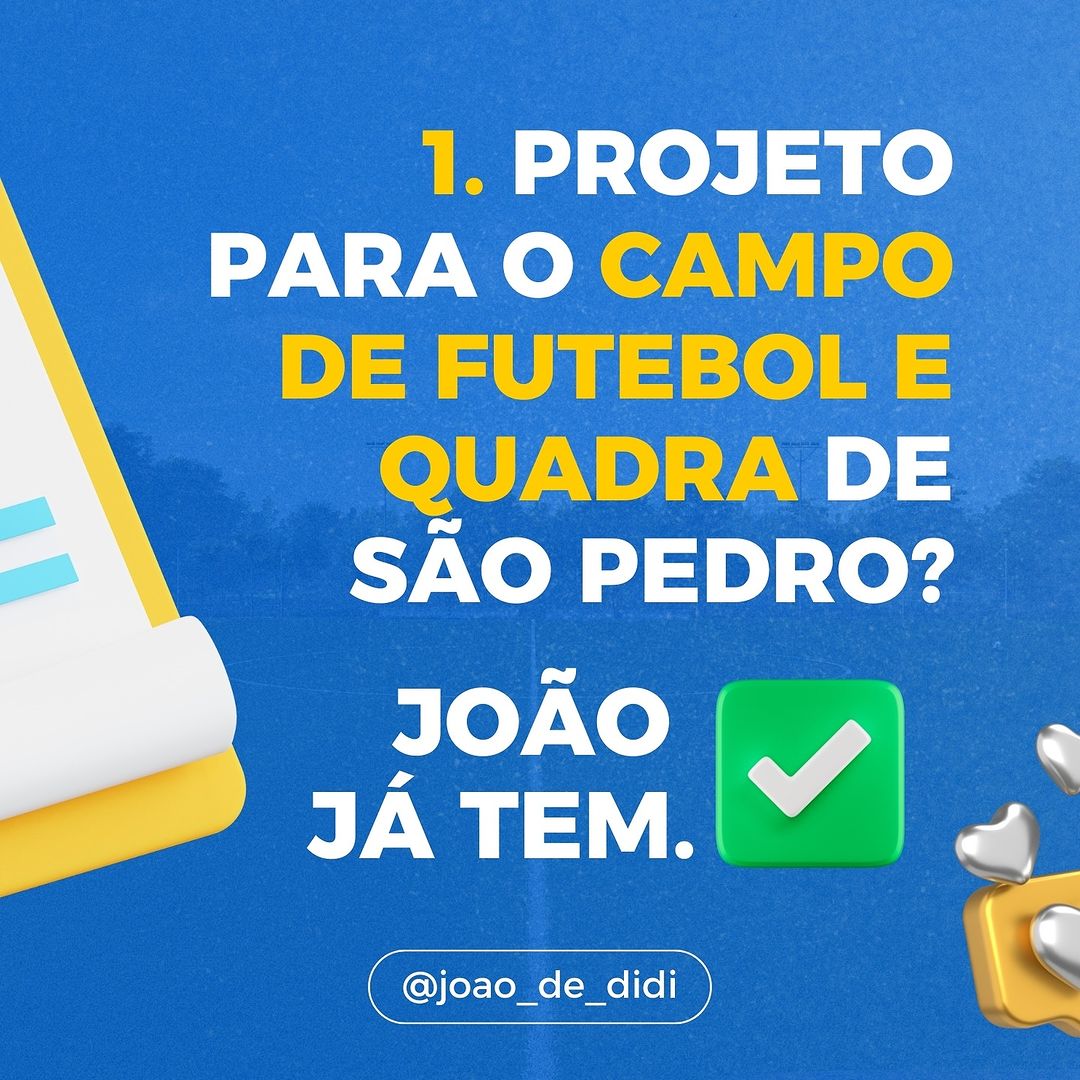 1. PROJETO
PARA O CAMPO
DE FUTEBOL E
QUADRA DE
SÃO PEDRO?
JOÃO
JÁ TEM.
@joao_de_didi